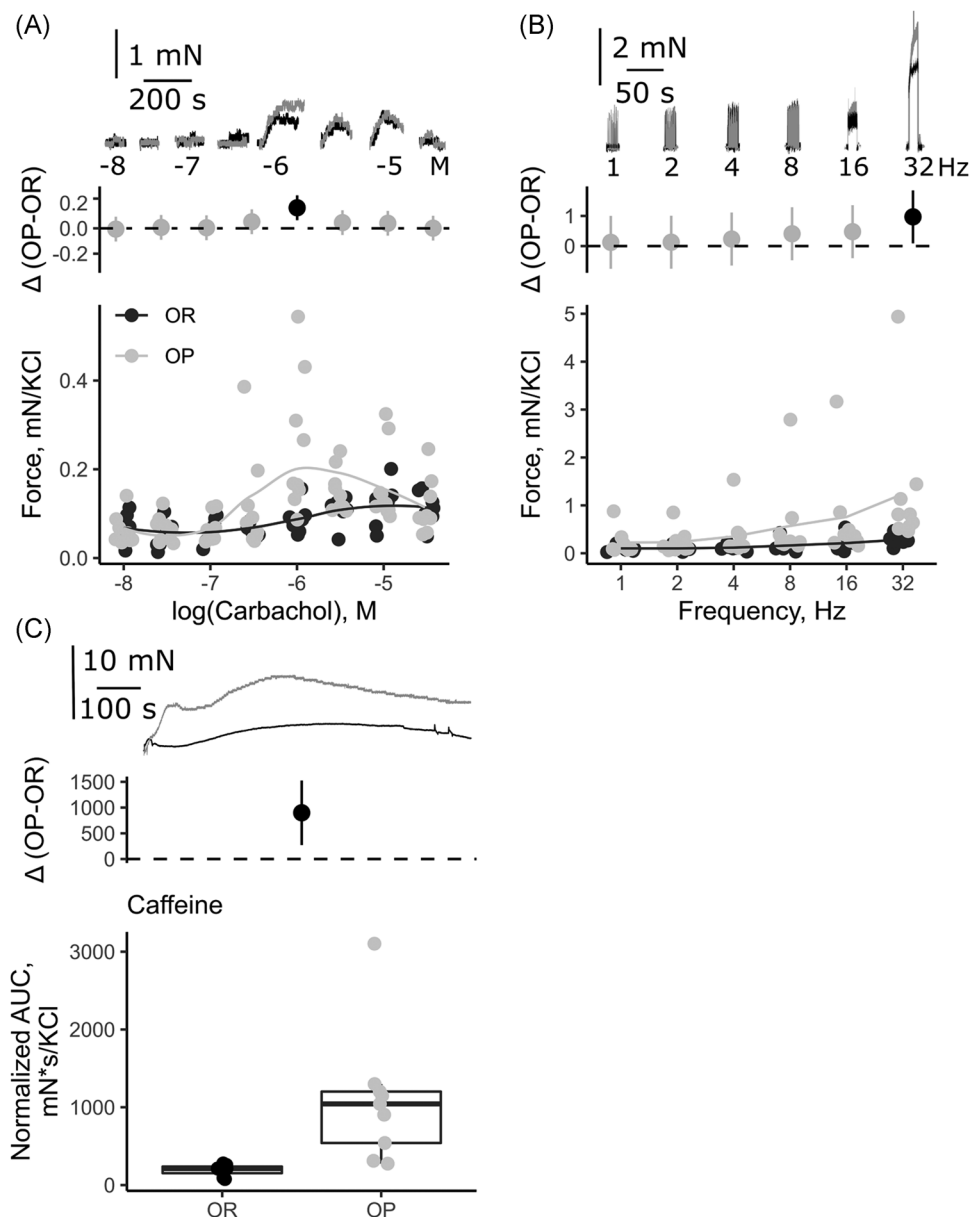 (A)
1 mN
200 s
-8 -7 -6 -5 M
Δ (OP-OR)
0.2
0.0
-0.2
OR
OP
Force, mN/KCl
0.4
0.2
0.0
-8 -7 -6 -5
log(Carbachol), M
(B)
2 mN
50 s
1 2 4 8 16 32 Hz
Δ (OP-OR)
1
0
Force, mN/KCl
5
4
3
2
1
0
1 2 4 8 16 32
Frequency, Hz
(C)
10 mN
100 s
Δ (OP-OR)
1500
1000
500
0
Caffeine
Normalized AUC,
mN*s/KCl
3000
2000
1000
0
OR OP